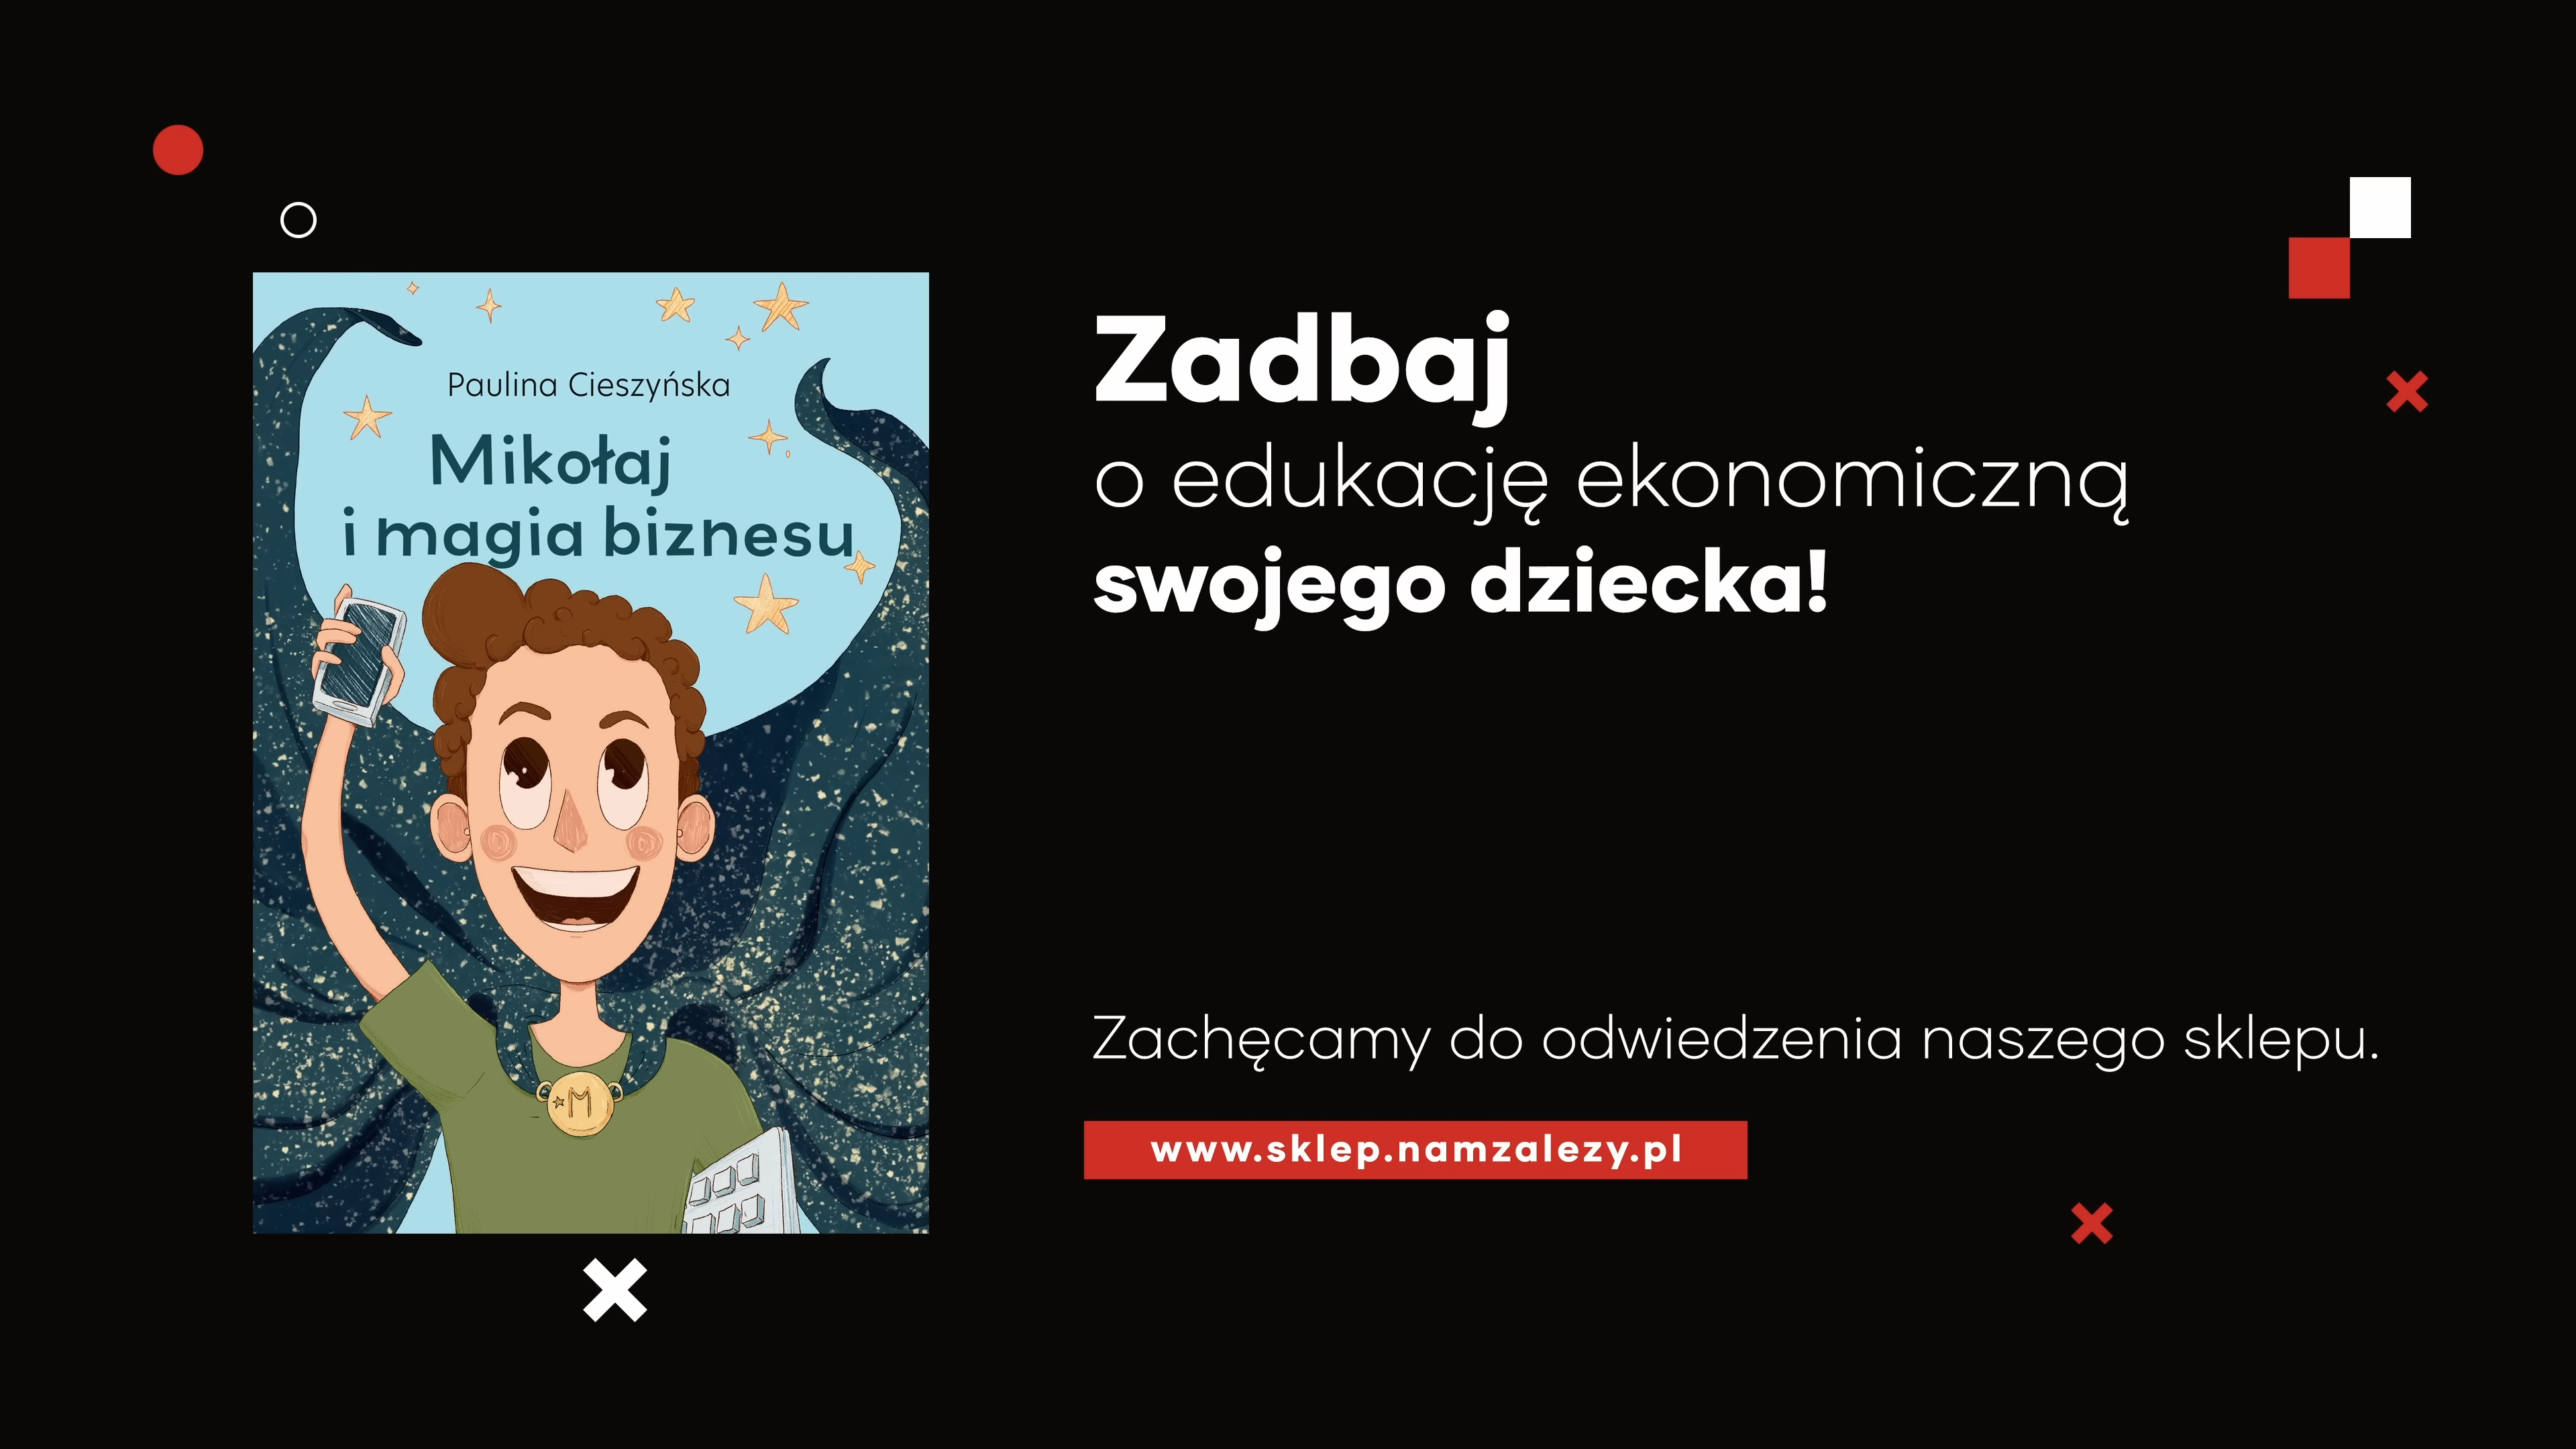 Paulina Cieszyńska
Mikołaj
i magia biznesu
M
Zadbaj
o edukację ekonomiczną
swojego dziecka!
Zachęcamy do odwiedzenia naszego sklepu.
www.sklep.namzalezy.pl